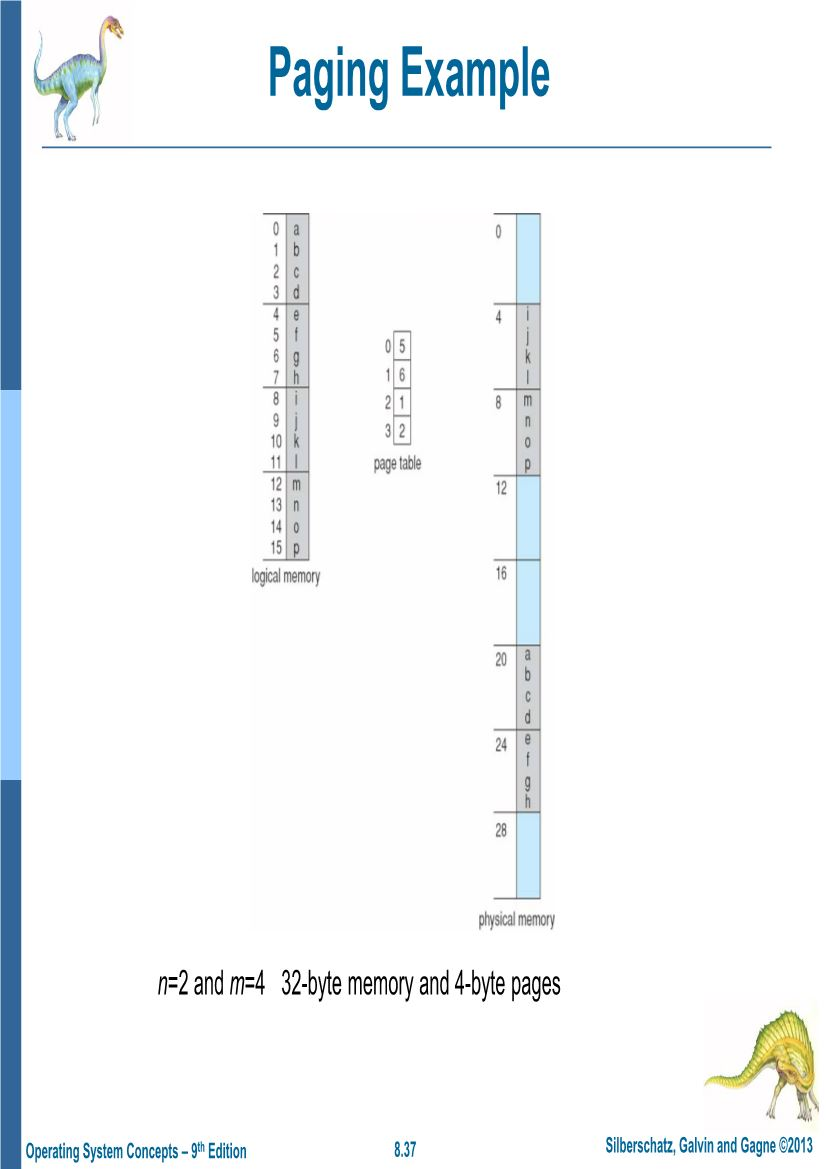 Paging Example
0 a
1 b
2 c
3 d
4 e
5 f
6 g
7 h
8 i
9 j
10 k
11 l
12 m
13 n
14 o
15 p
logical memory
0 5
1 6
2 1
3 2
page table
0
4 i
j
k
l
8 m
n
o
p
12
16
20 a
b
c
d
24 e
f
g
h
28
physical memory
n=2 and m=4 32-byte memory and 4-byte pages
Operating System Concepts – 9th Edition
8.37
Silberschatz, Galvin and Gagne ©2013